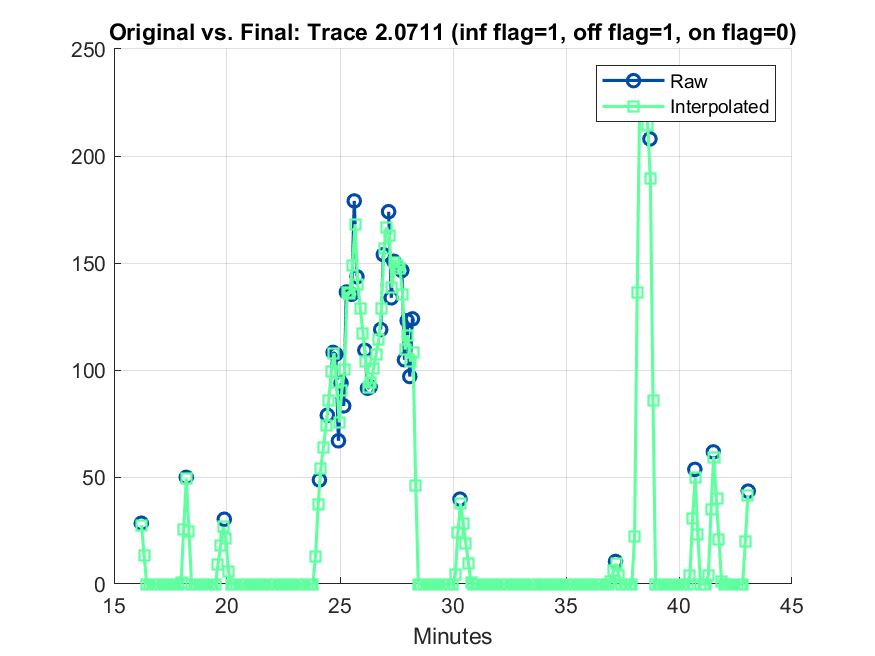 Original vs. Final: Trace 2.0711 (inf flag=1, off flag=1, on flag=0)
250
200
150
100
50
0
Raw
Interpolated
15 20 25 30 35 40 45
Minutes